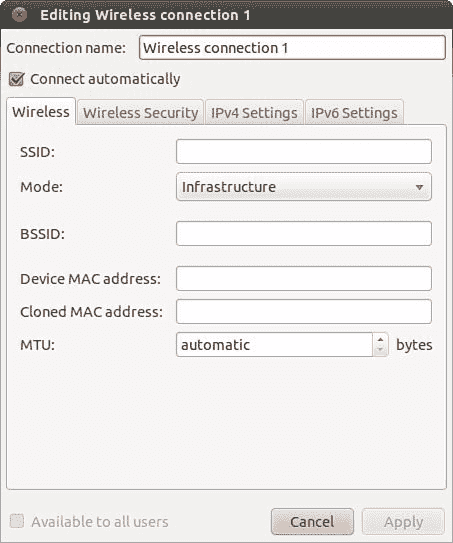 Editing Wireless connection 1
Connection name: Wireless connection 1
Connect automatically
Wireless Wireless Security IPv4 Settings IPv6 Settings
SSID:
Mode: Infrastructure
BSSID:
Device MAC address:
Cloned MAC address:
MTU: automatic bytes
Available to all users Cancel Apply